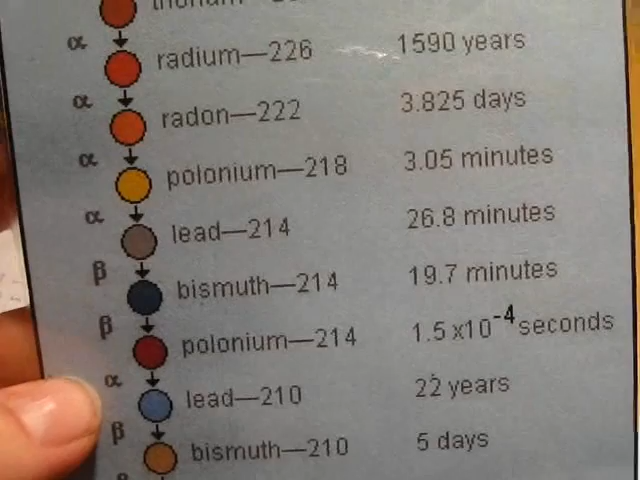 thorium
α
radium—226 1590 years
α
radon—222 3.825 days
α
polonium—218 3.05 minutes
α
lead—214 26.8 minutes
β
bismuth—214 19.7 minutes
β
polonium—214 1.5 x10⁻⁴ seconds
α
lead—210 22 years
β
bismuth—210 5 days